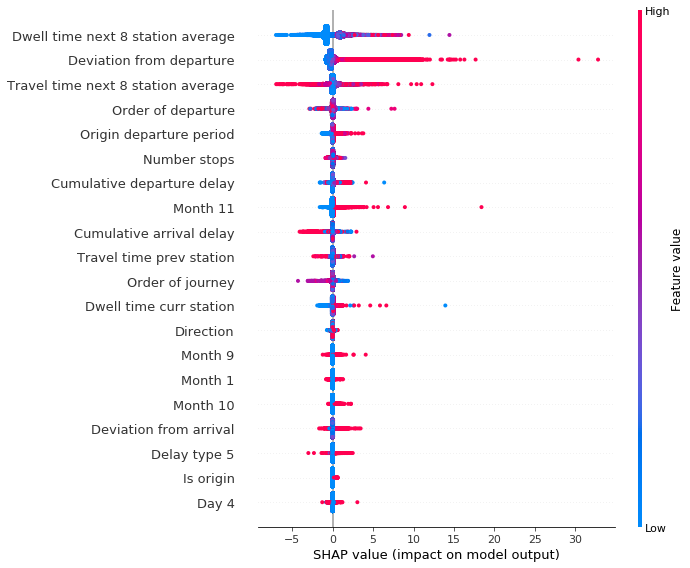 High
Dwell time next 8 station average
Deviation from departure
Travel time next 8 station average
Order of departure
Origin departure period
Number stops
Cumulative departure delay
Month 11
Cumulative arrival delay
Travel time prev station
Order of journey
Dwell time curr station
Direction
Month 9
Month 1
Month 10
Deviation from arrival
Delay type 5
Is origin
Day 4
Feature value
Low
−5 0 5 10 15 20 25 30
SHAP value (impact on model output)